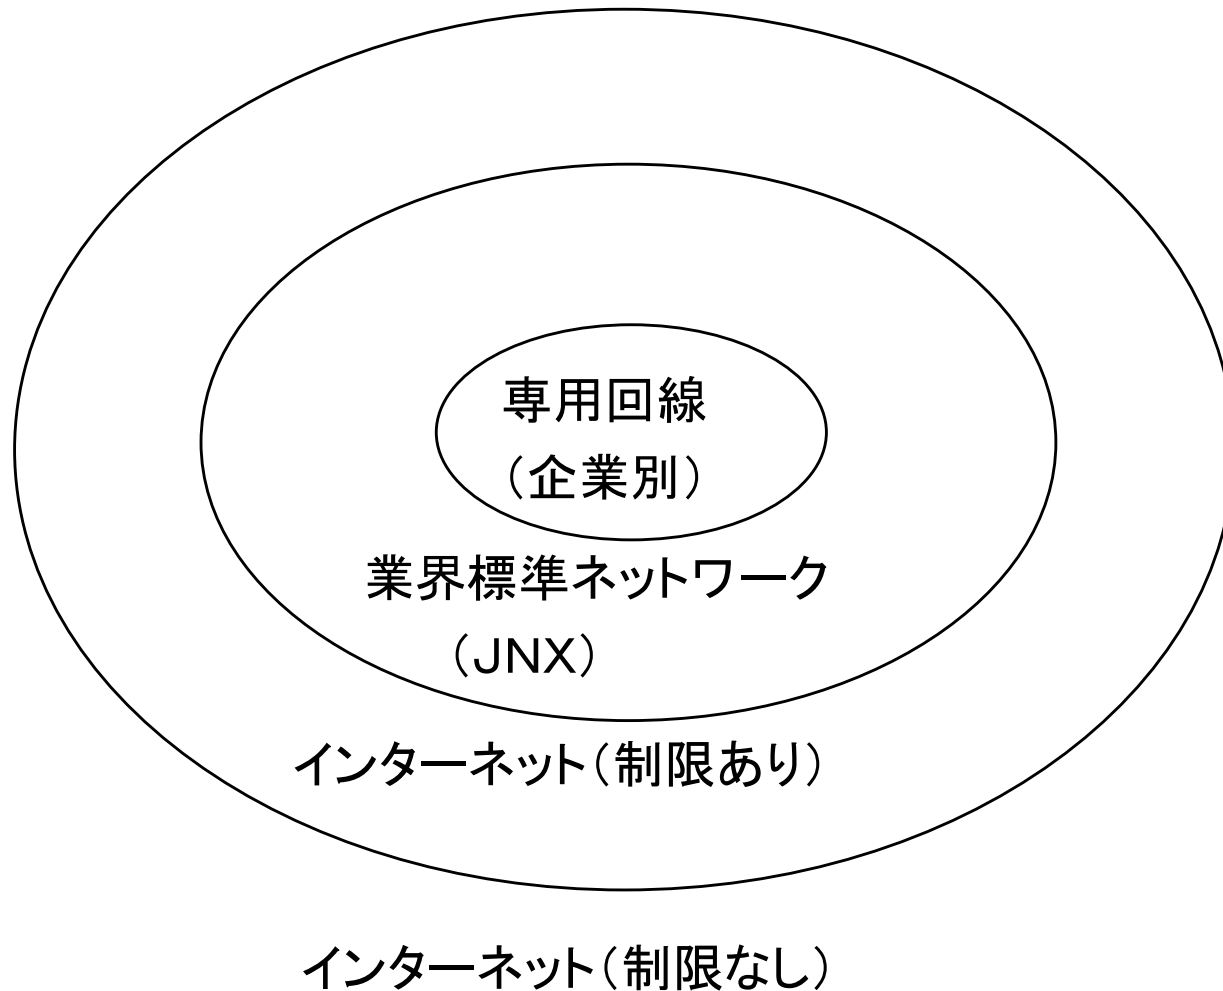 専用回線
（企業別）
業界標準ネットワーク
（JNX）
インターネット（制限あり）
インターネット（制限なし）